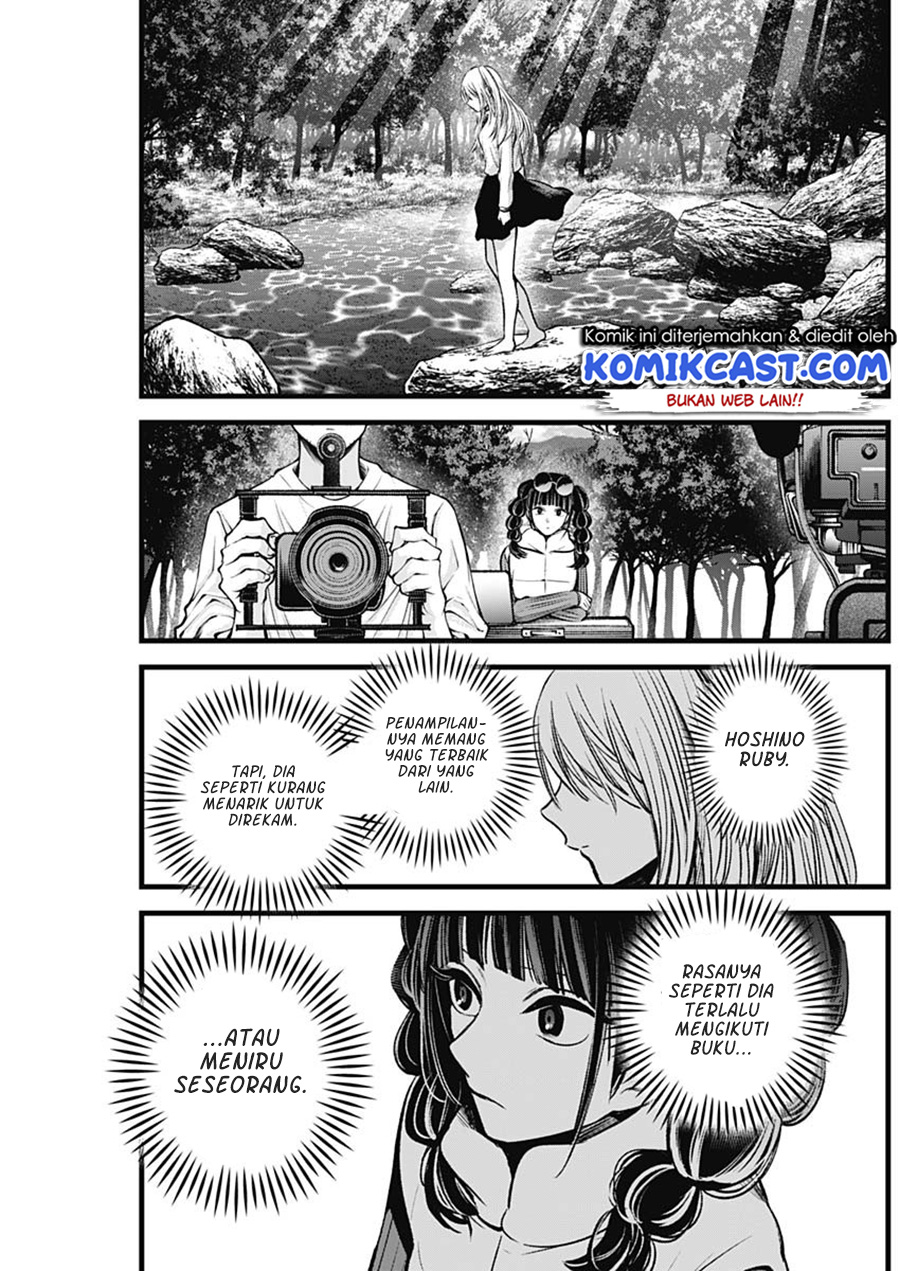 Komik ini diterjemahkan & diedit oleh
KOMIKCAST.COM
BUKAN WEB LAIN!!
HOSHINO
RUBY.
PENAMPILAN-
NYA MEMANG
YANG TERBAIK
DARI YANG
LAIN.
TAPI, DIA
SEPERTI KURANG
MENARIK UNTUK
DIREKAM.
RASANYA
SEPERTI DIA
TERLALU
MENGIKUTI
BUKU...
...ATAU
MENIRU
SESEORANG.